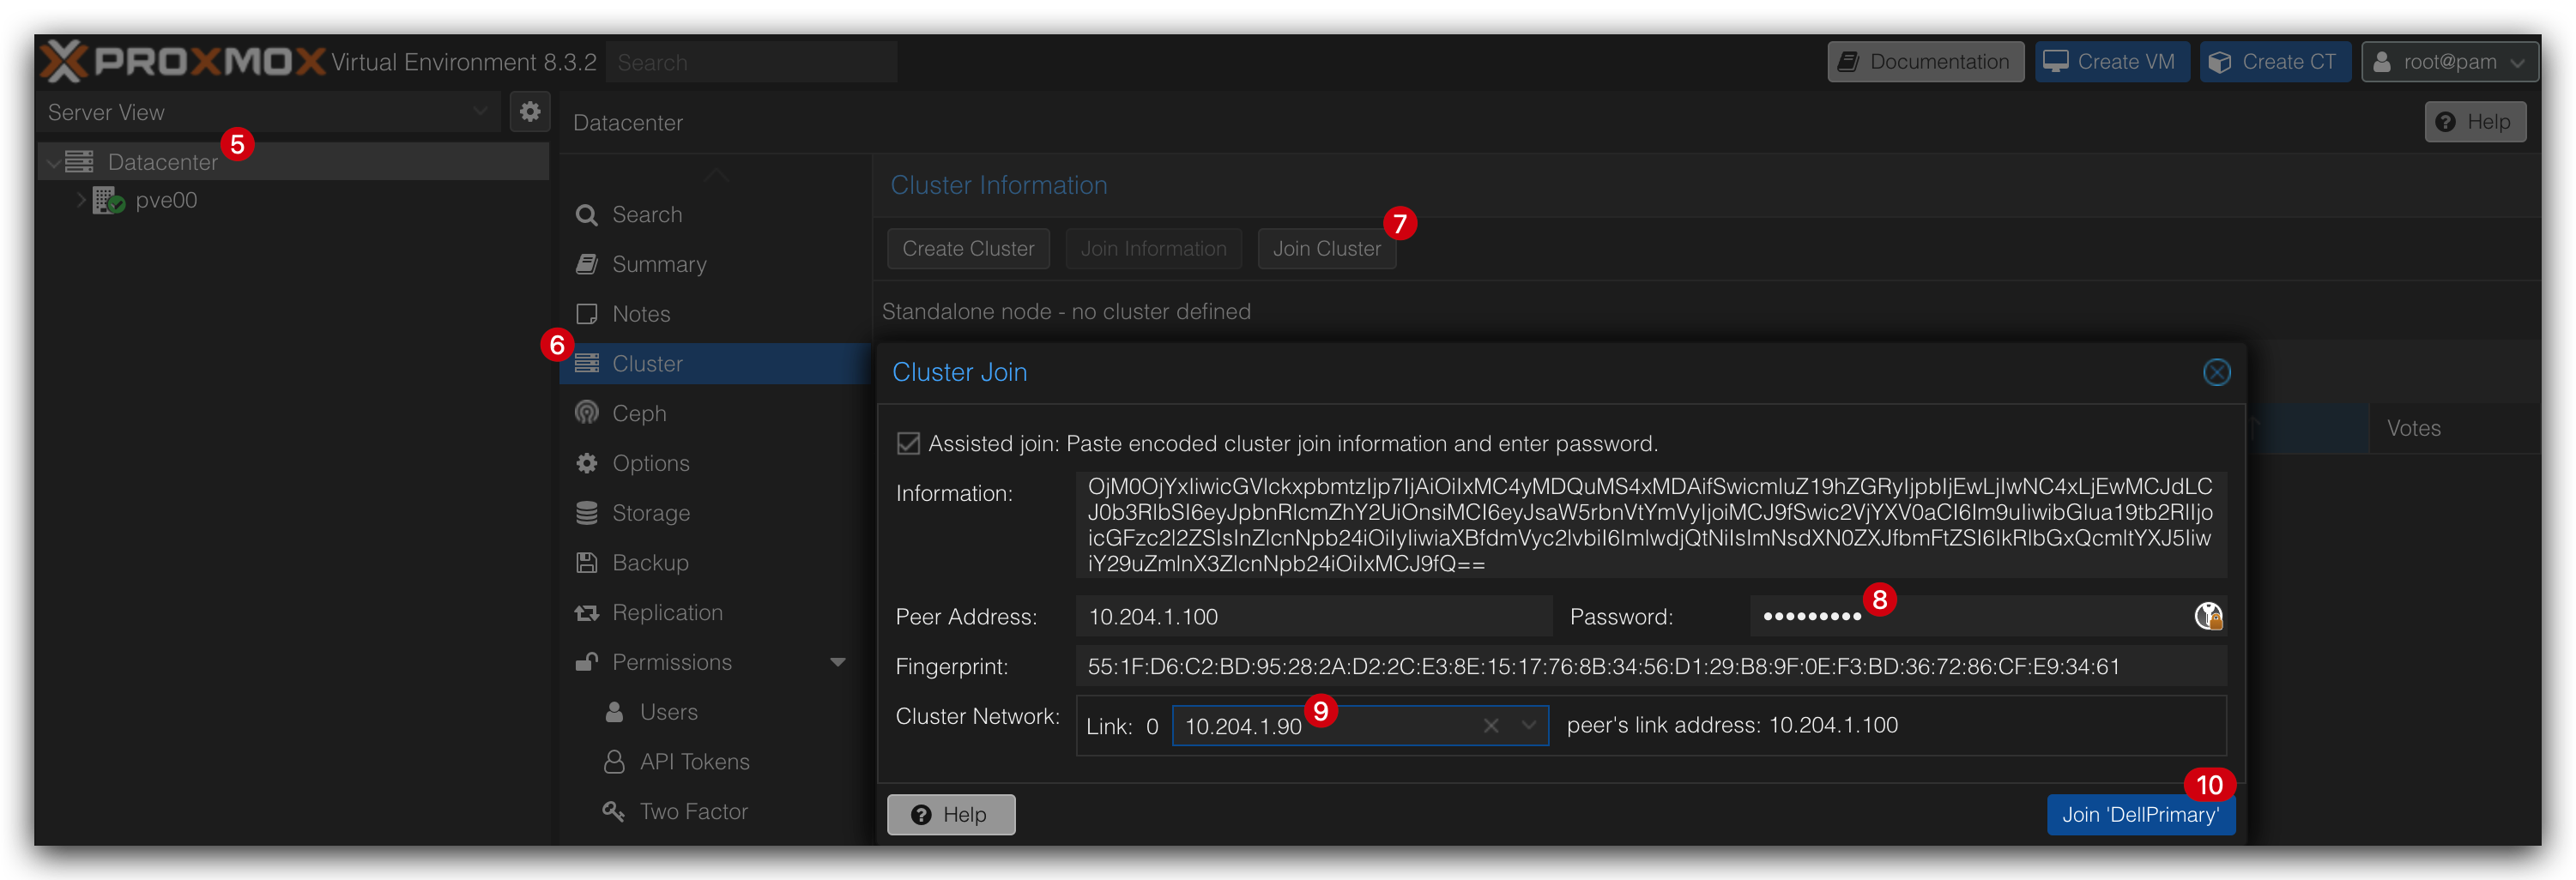 PROXMOX Virtual Environment 8.3.2 Search
Documentation Create VM Create CT root@pam
Server View
Datacenter 5
pve00
Datacenter
Help
Search
Summary
Notes
6 Cluster
Ceph
Options
Storage
Backup
Replication
Permissions
Users
API Tokens
Two Factor
Cluster Information
Create Cluster Join Information Join Cluster 7
Standalone node - no cluster defined
Votes
Cluster Join
Assisted join: Paste encoded cluster join information and enter password.
Information:
OjM0OjYxIiwicGVlckxpbmtzIjp7IjAiOiIxMC4yMDQuMS4xMDAifSwicmluZ19hZGRyIjpbIjEwLjIwNC4xLjEwMCJdLC
J0b3RlbSI6eyJpbnRlcmZhY2UiOnsiMCI6eyJsaW5rbnVtYmVyIjoiMCJ9fSwic2VjYXV0aCI6Im9uIiwibGlua19tb2RlIjo
icGFzc2l2ZSIsInZlcnNpb24iOiIyIiwiaXBfdmVyc2lvbiI6ImlwdjQtNiIsImNsdXN0ZXJfbmFtZSI6IkRlbGxQcmltYXJ5Iiw
iY29uZmlnX3ZlcnNpb24iOiIxMCJ9fQ==
Peer Address: 10.204.1.100
Password: ••••••••• 8
Fingerprint: 55:1F:D6:C2:BD:95:28:2A:D2:2C:E3:8E:15:17:76:8B:34:56:D1:29:B8:9F:0E:F3:BD:36:72:86:CF:E9:34:61
Cluster Network: Link: 0 10.204.1.90 9 peer's link address: 10.204.1.100
Help
10
Join 'DellPrimary'